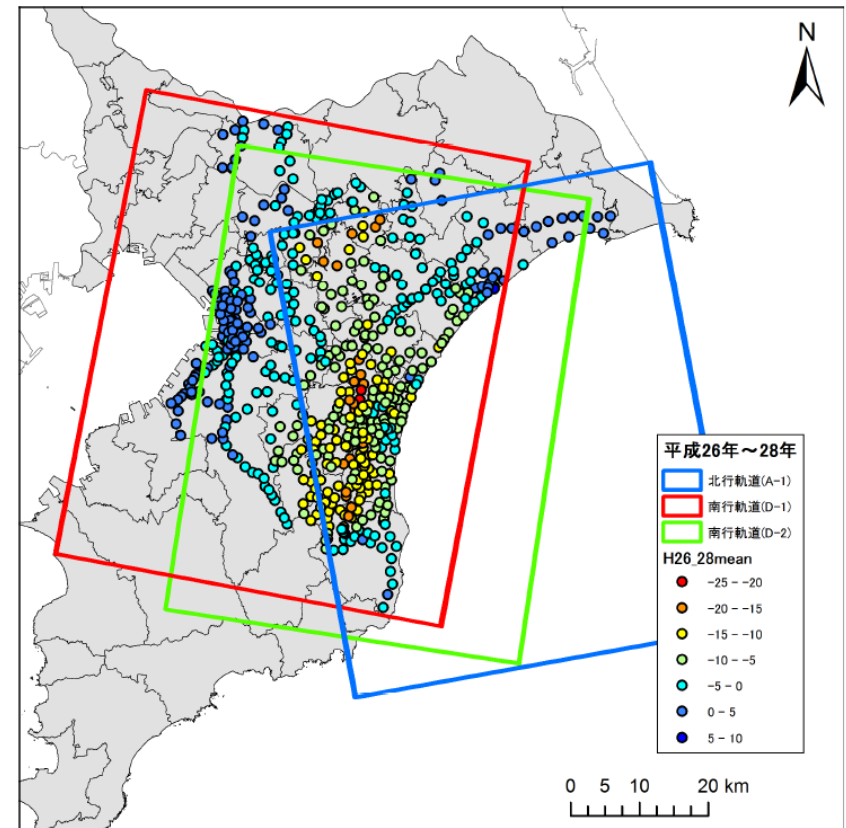 N
平成26年～28年
北行軌道(A-1)
南行軌道(D-1)
南行軌道(D-2)
H26_28mean
-25 - -20
-20 - -15
-15 - -10
-10 - -5
-5 - 0
0 - 5
5 - 10
0 5 10 20 km